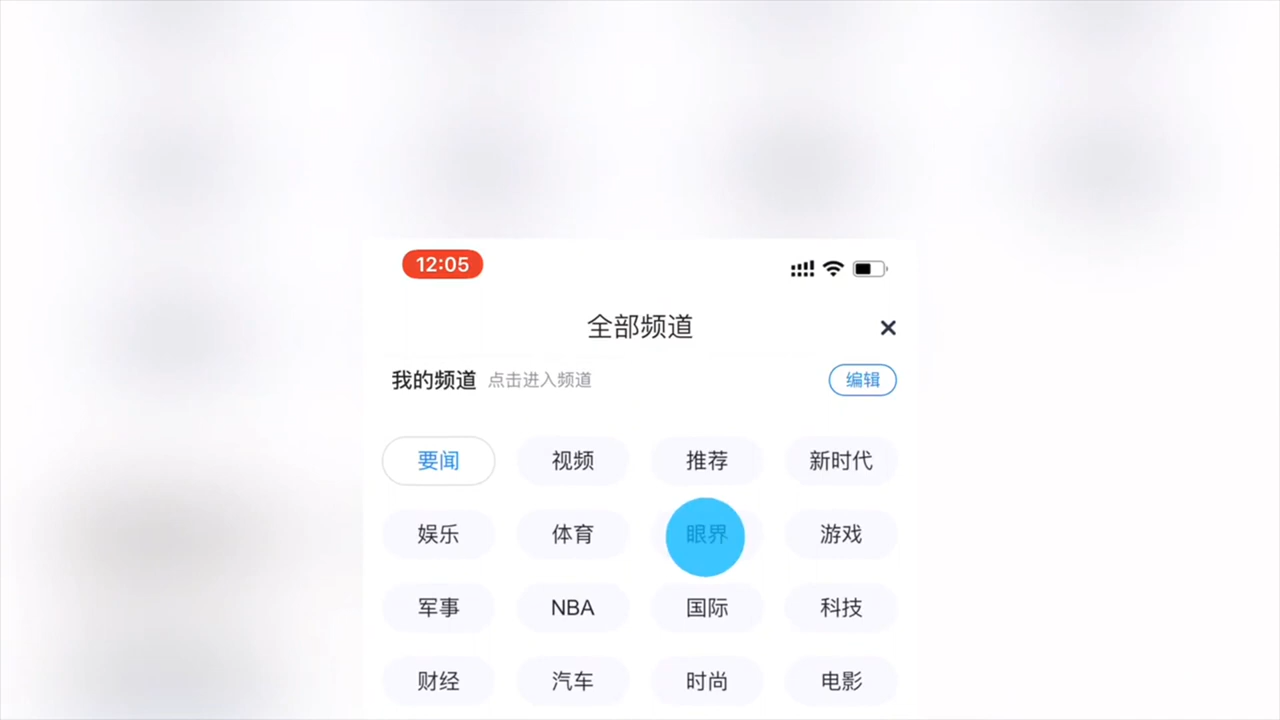 12:05
全部频道
我的频道 点击进入频道 编辑
要闻 视频 推荐 新时代
娱乐 体育 眼界 游戏
军事 NBA 国际 科技
财经 汽车 时尚 电影